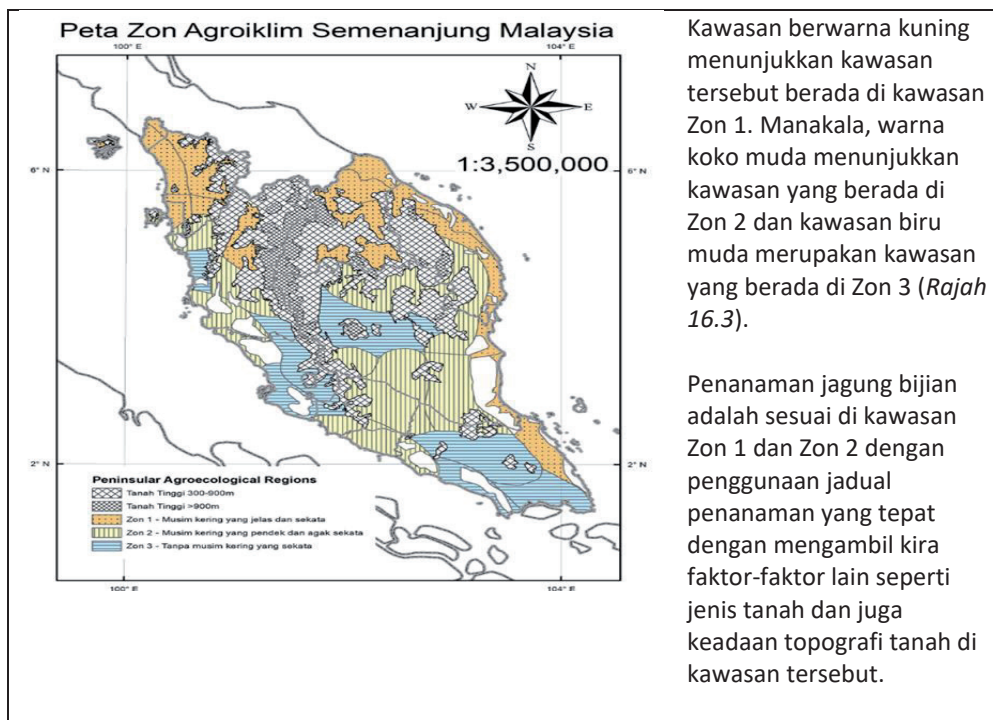 Peta Zon Agroiklim Semenanjung Malaysia
100° E
104° E
N
W
E
S
1:3,500,000
6° N
6° N
2° N
2° N
Peninsular Agroecological Regions
Tanah Tinggi 300-900m
Tanah Tinggi >900m
Zon 1 - Musim kering yang jelas dan sekata
Zon 2 - Musim kering yang pendek dan agak sekata
Zon 3 - Tanpa musim kering yang sekata
100° E
104° E
Kawasan berwarna kuning
menunjukkan kawasan
tersebut berada di kawasan
Zon 1. Manakala, warna
koko muda menunjukkan
kawasan yang berada di
Zon 2 dan kawasan biru
muda merupakan kawasan
yang berada di Zon 3 (Rajah
16.3).
Penanaman jagung bijian
adalah sesuai di kawasan
Zon 1 dan Zon 2 dengan
penggunaan jadual
penanaman yang tepat
dengan mengambil kira
faktor-faktor lain seperti
jenis tanah dan juga
keadaan topografi tanah di
kawasan tersebut.